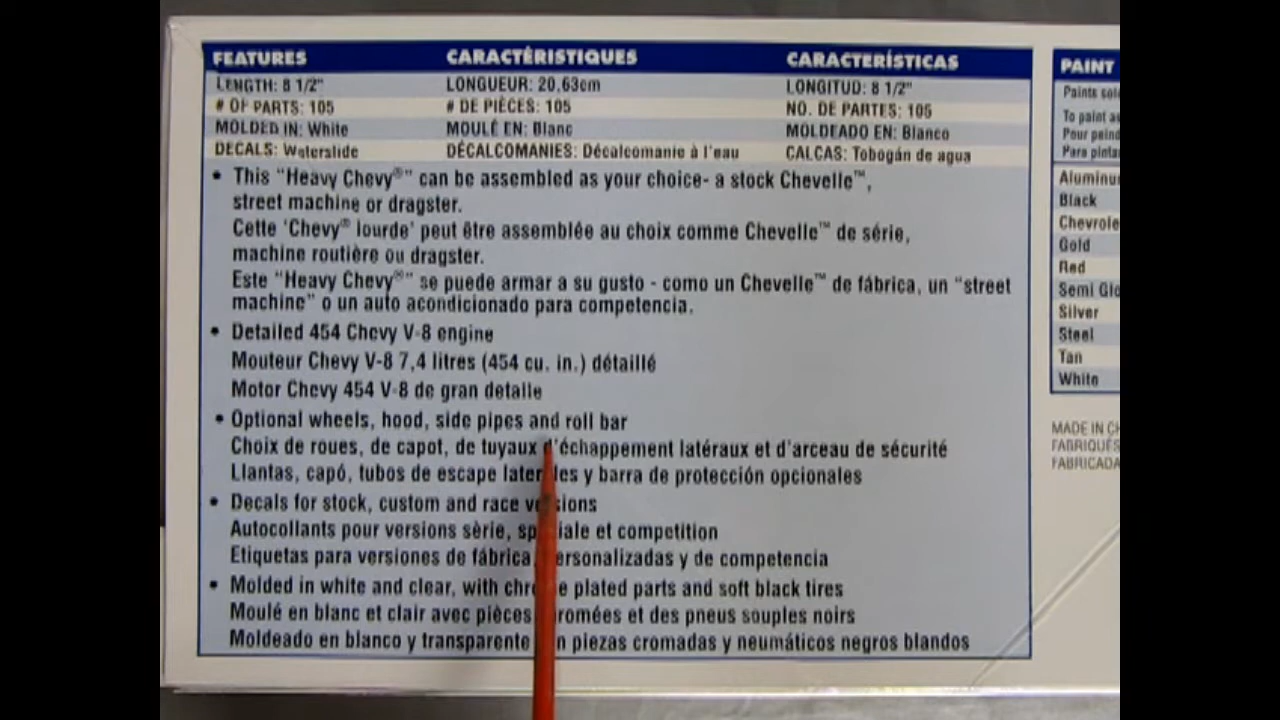 FEATURES CARACTÉRISTIQUES CARACTERÍSTICAS
LENGTH: 8 1/2" LONGUEUR: 20.63cm LONGITUD: 8 1/2"
# OF PARTS: 105 # DE PIÈCES: 105 NO. DE PARTES: 105
MOLDED IN: White MOULÉ EN: Blanc MOLDEADO EN: Blanco
DECALS: Waterslide DÉCALCOMANIES: Décalcomanie à l'eau CALCAS: Tobogán de agua
• This "Heavy Chevy®" can be assembled as your choice- a stock Chevelle™,
street machine or dragster.
Cette 'Chevy® lourde' peut être assemblée au choix comme Chevelle™ de série,
machine routière ou dragster.
Este "Heavy Chevy®" se puede armar a su gusto - como un Chevelle™ de fábrica, un "street
machine" o un auto acondicionado para competencia.
• Detailed 454 Chevy V-8 engine
Mouteur Chevy V-8 7,4 litres (454 cu. in.) détaillé
Motor Chevy 454 V-8 de gran detalle
• Optional wheels, hood, side pipes and roll bar
Choix de roues, de capot, de tuyaux d'échappement latéraux et d'arceau de sécurité
Llantas, capó, tubos de escape laterales y barra de protección opcionales
• Decals for stock, custom and race versions
Autocollants pour versions sèrie, spéciale et competition
Etiquetas para versiones de fábrica, personalizadas y de competencia
• Molded in white and clear, with chrome plated parts and soft black tires
Moulé en blanc et clair avec pièces chromées et des pneus souples noirs
Moldeado en blanco y transparente con piezas cromadas y neumáticos negros blandos
PAINT
Paints
To paint
Pour
Para
Black
Gold
Red
Semi
Silver
Steel
Tan
White
MADE IN